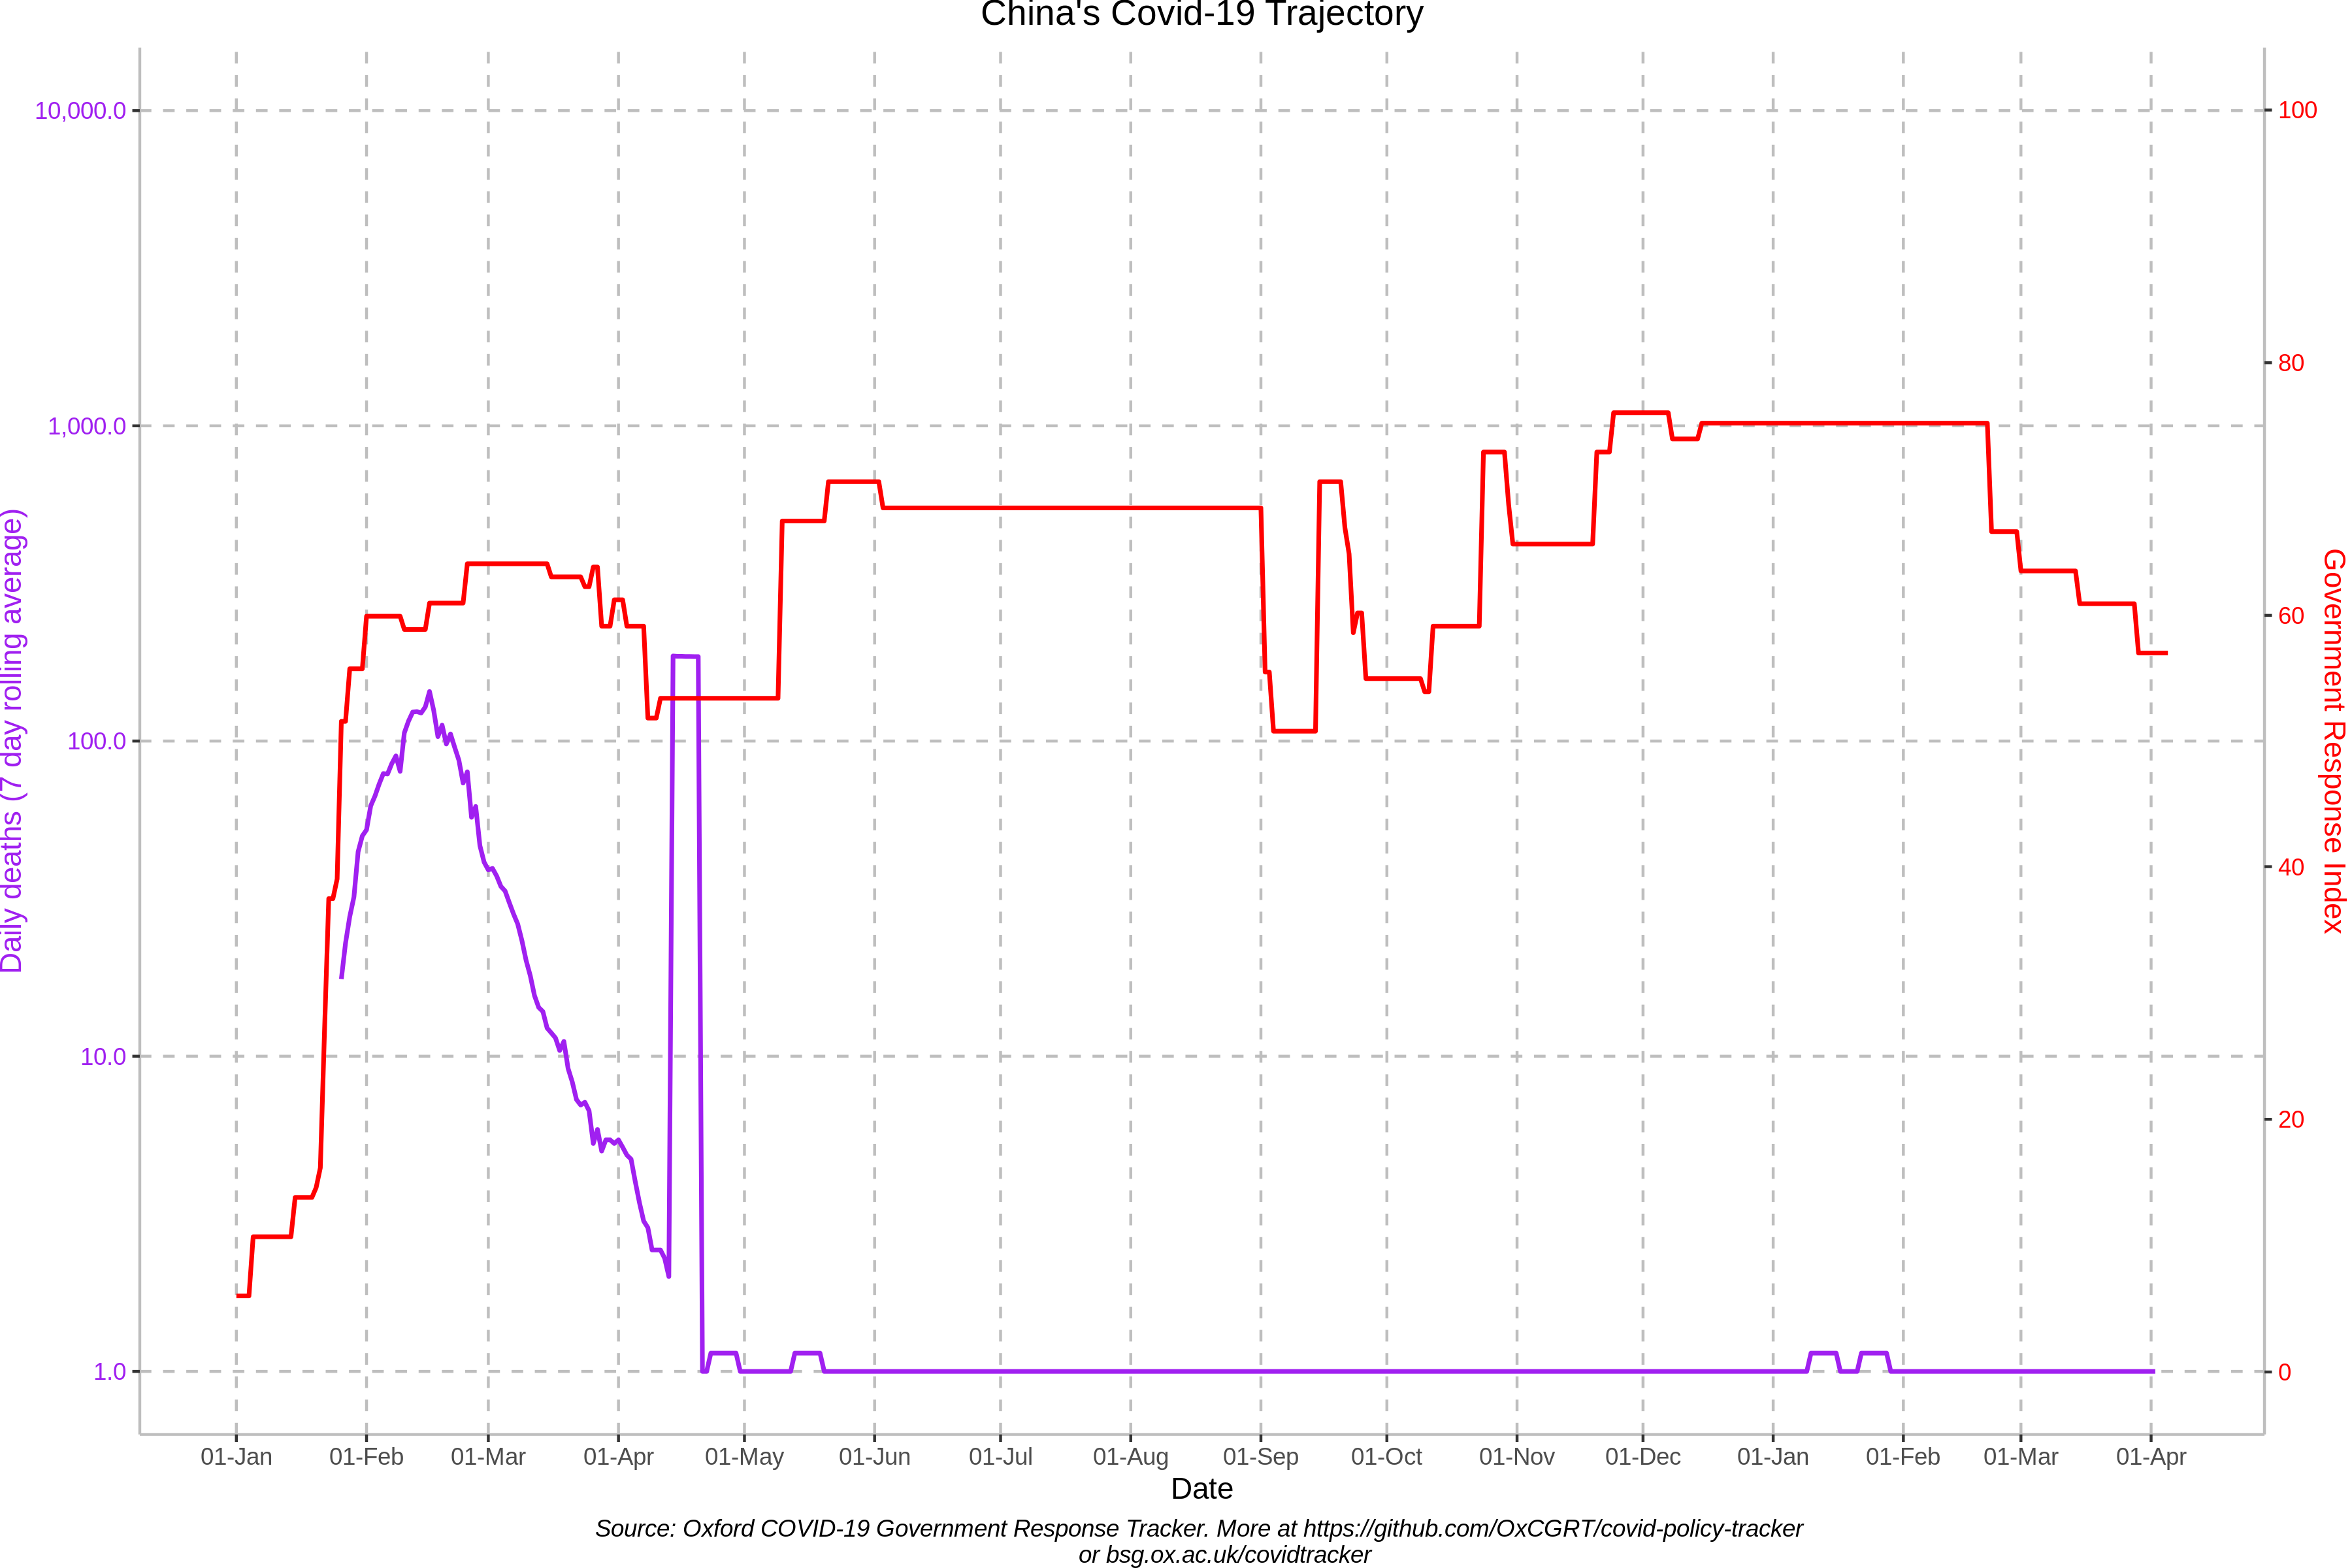 China's Covid-19 Trajectory
10,000.0
1,000.0
100.0
10.0
1.0
Daily deaths (7 day rolling average)
100
80
60
40
20
0
Government Response Index
01-Jan 01-Feb 01-Mar 01-Apr 01-May 01-Jun 01-Jul 01-Aug 01-Sep 01-Oct 01-Nov 01-Dec 01-Jan 01-Feb 01-Mar 01-Apr
Date
Source: Oxford COVID-19 Government Response Tracker. More at https://github.com/OxCGRT/covid-policy-tracker
or bsg.ox.ac.uk/covidtracker